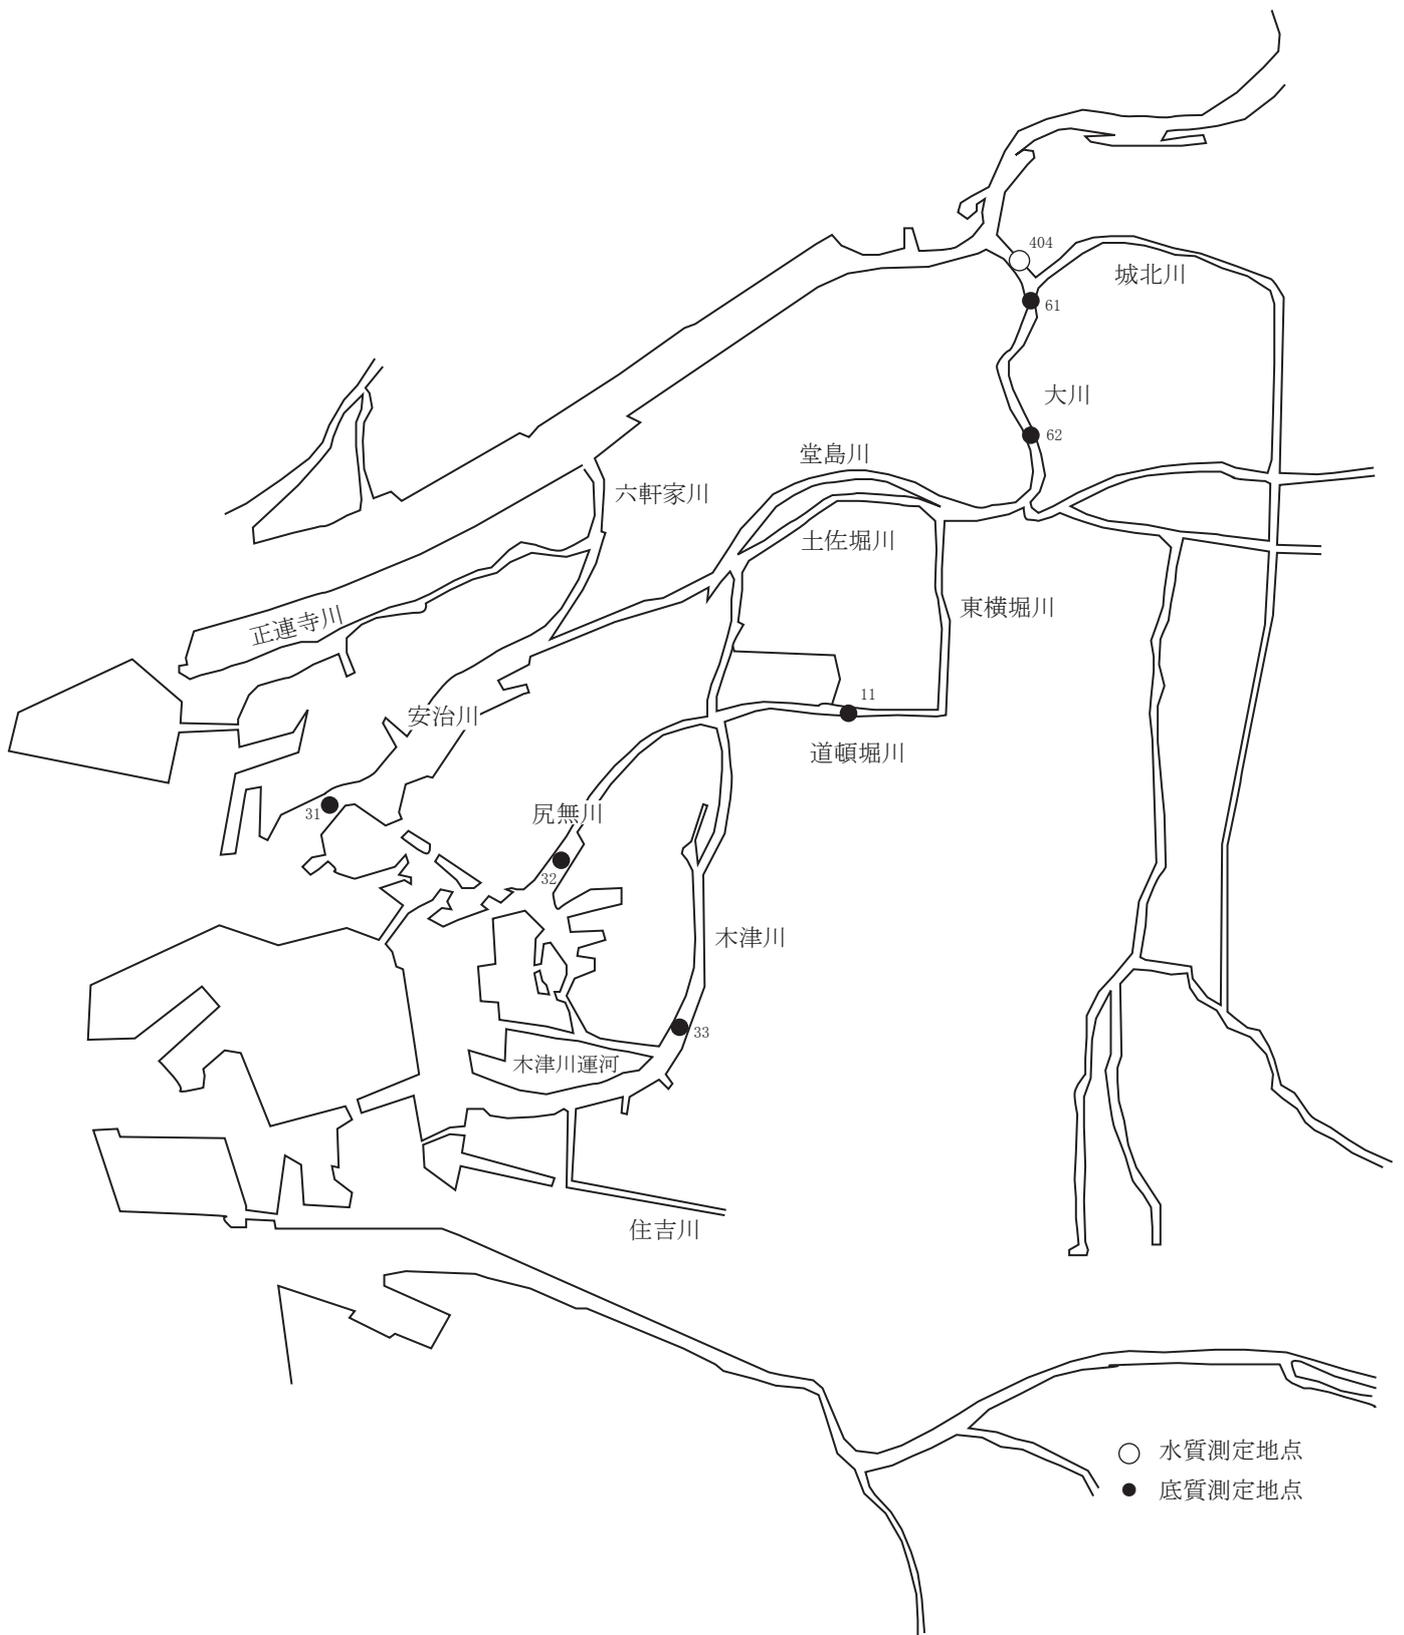 404
城北川
61
大川
62
堂島川
六軒家川
土佐堀川
東横堀川
正連寺川
11
安治川
道頓堀川
31
尻無川
32
木津川
33
木津川運河
住吉川
水質測定地点
底質測定地点